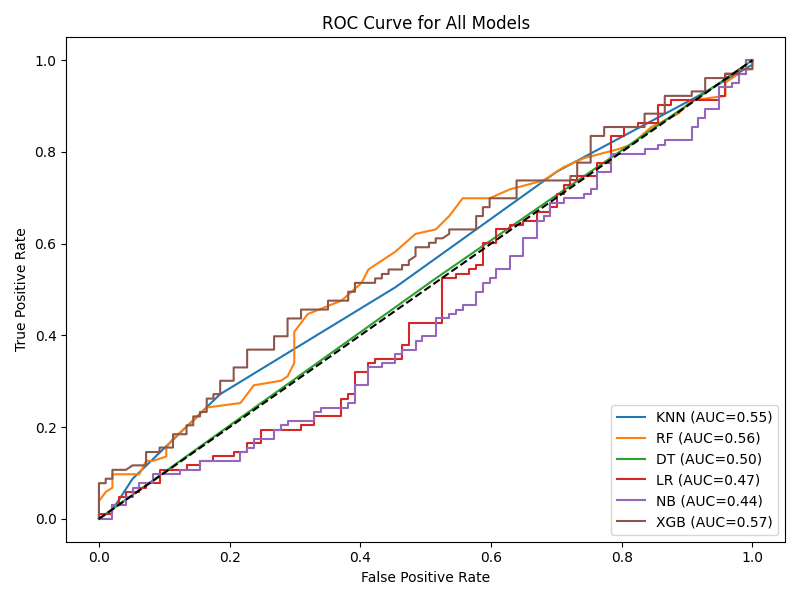 ROC Curve for All Models
True Positive Rate
1.0
0.8
0.6
0.4
0.2
0.0
KNN (AUC=0.55)
RF (AUC=0.56)
DT (AUC=0.50)
LR (AUC=0.47)
NB (AUC=0.44)
XGB (AUC=0.57)
0.0 0.2 0.4 0.6 0.8 1.0
False Positive Rate